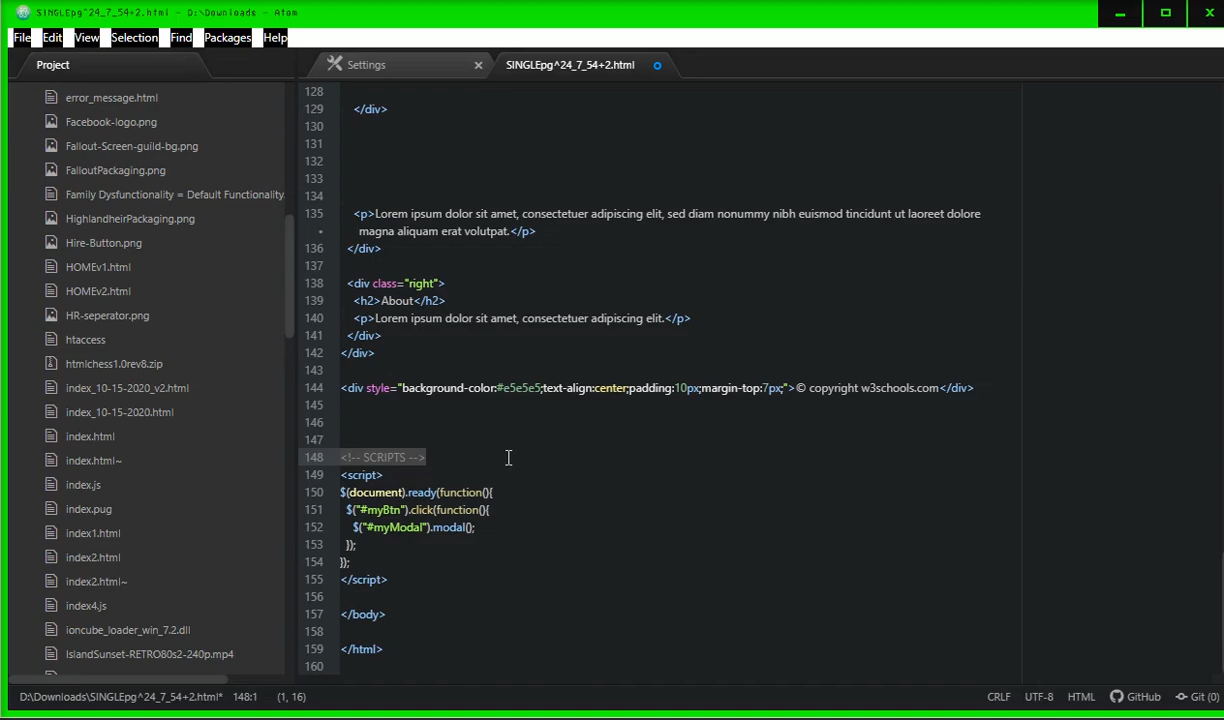 SINGLEpg^24_7_54+2.html - D:\Downloads - Atom
File Edit View Selection Find Packages Help
Project
Settings
SINGLEpg^24_7_54+2.html
error_message.html
Facebook-logo.png
Fallout-Screen-guild-bg.png
FalloutPackaging.png
Family Dysfunctionality = Default Functionality
HighlandheirPackaging.png
Hire-Button.png
HOMEv1.html
HOMEv2.html
HR-seperator.png
htaccess
htmlchess1.0rev8.zip
index_10-15-2020_v2.html
index_10-15-2020.html
index.html
index.html~
index.js
index.pug
index1.html
index2.html
index2.html~
index4.js
ioncube_loader_win_7.2.dll
IslandSunset-RETRO80s2-240p.mp4
128
129 </div>
130
131
132
133
134
135 <p>Lorem ipsum dolor sit amet, consectetuer adipiscing elit, sed diam nonummy nibh euismod tincidunt ut laoreet dolore
• magna aliquam erat volutpat.</p>
136 </div>
137
138 <div class="right">
139 <h2>About</h2>
140 <p>Lorem ipsum dolor sit amet, consectetuer adipiscing elit.</p>
141 </div>
142 </div>
143
144 <div style="background-color:#e5e5e5;text-align:center;padding:10px;margin-top:7px;">© copyright w3schools.com</div>
145
146
147
148 <!-- SCRIPTS -->
149 <script>
150 $(document).ready(function(){
151 $("#myBtn").click(function(){
152 $("#myModal").modal();
153 });
154 });
155 </script>
156
157 </body>
158
159 </html>
160
D:\Downloads\SINGLEpg^24_7_54+2.html* 148:1 (1, 16)
CRLF UTF-8 HTML GitHub Git (0)